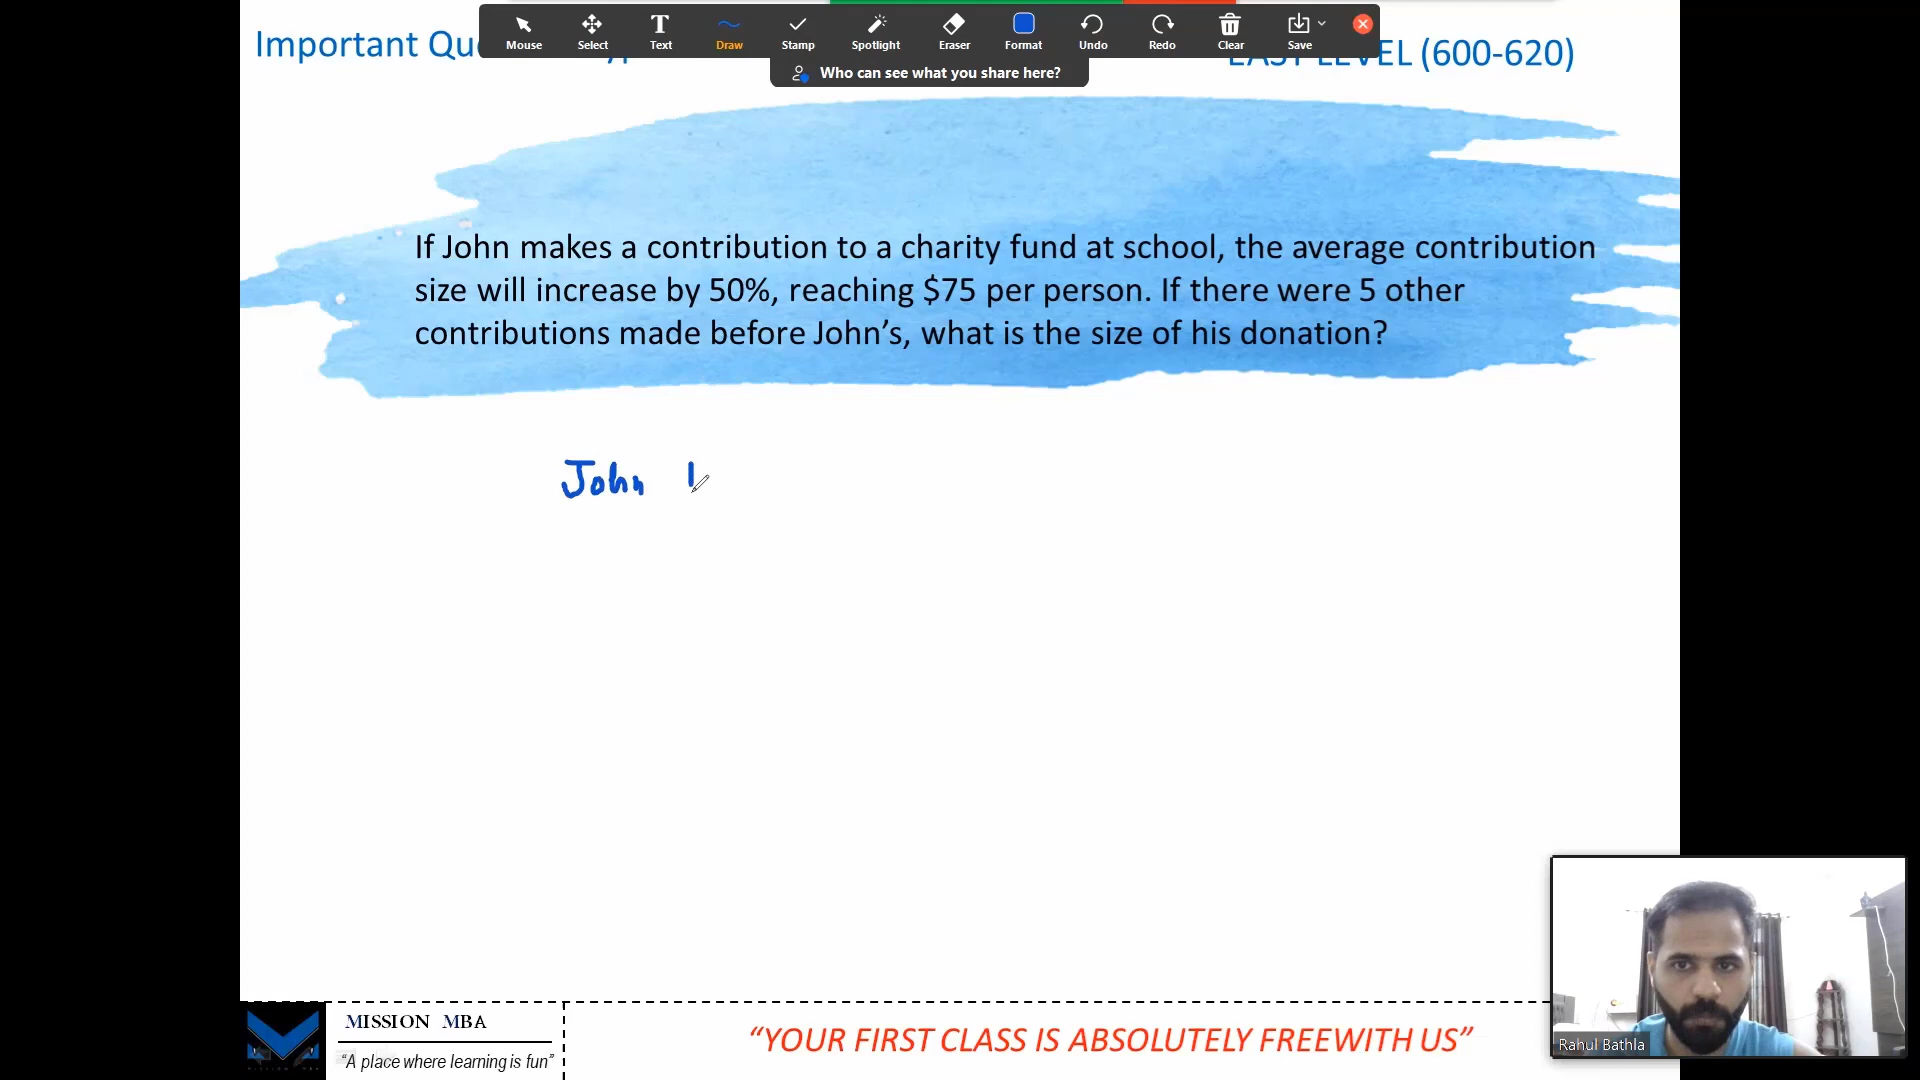 Important Qu
EASY LEVEL (600-620)
Mouse Select Text Draw Stamp Spotlight Eraser Format Undo Redo Clear Save
Who can see what you share here?
If John makes a contribution to a charity fund at school, the average contribution
size will increase by 50%, reaching $75 per person. If there were 5 other
contributions made before John’s, what is the size of his donation?
John
MISSION MBA
“A place where learning is fun”
“YOUR FIRST CLASS IS ABSOLUTELY FREEWITH US”
Rahul Bathla